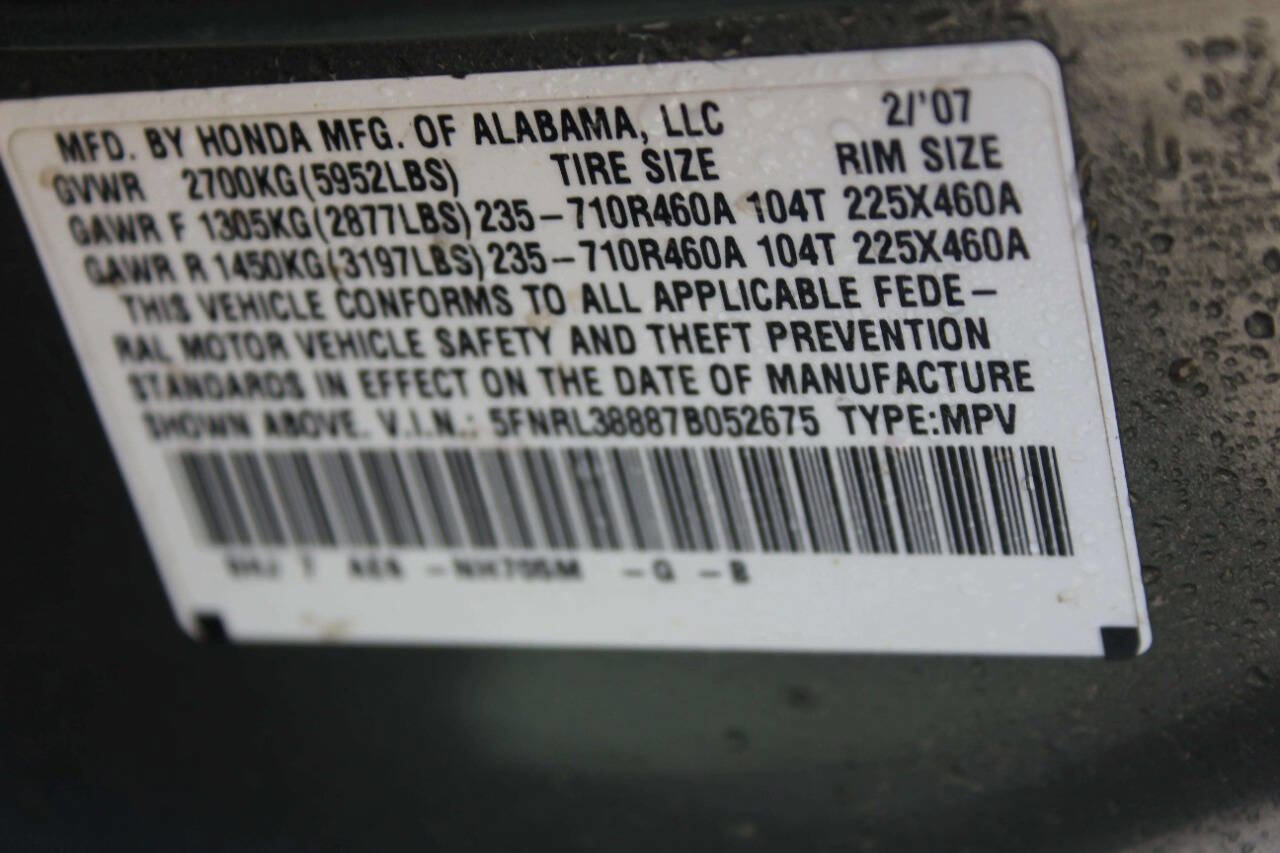 MFD. BY HONDA MFG. OF ALABAMA, LLC 2/'07
GVWR 2700KG(5952LBS) TIRE SIZE RIM SIZE
GAWR F 1305KG(2877LBS) 235-710R460A 104T 225X460A
GAWR R 1450KG(3197LBS) 235-710R460A 104T 225X460A
THIS VEHICLE CONFORMS TO ALL APPLICABLE FEDE-
RAL MOTOR VEHICLE SAFETY AND THEFT PREVENTION
STANDARDS IN EFFECT ON THE DATE OF MANUFACTURE
SHOWN ABOVE. V.I.N.: 5FNRL38887B052675 TYPE:MPV
-NH705M -G -B